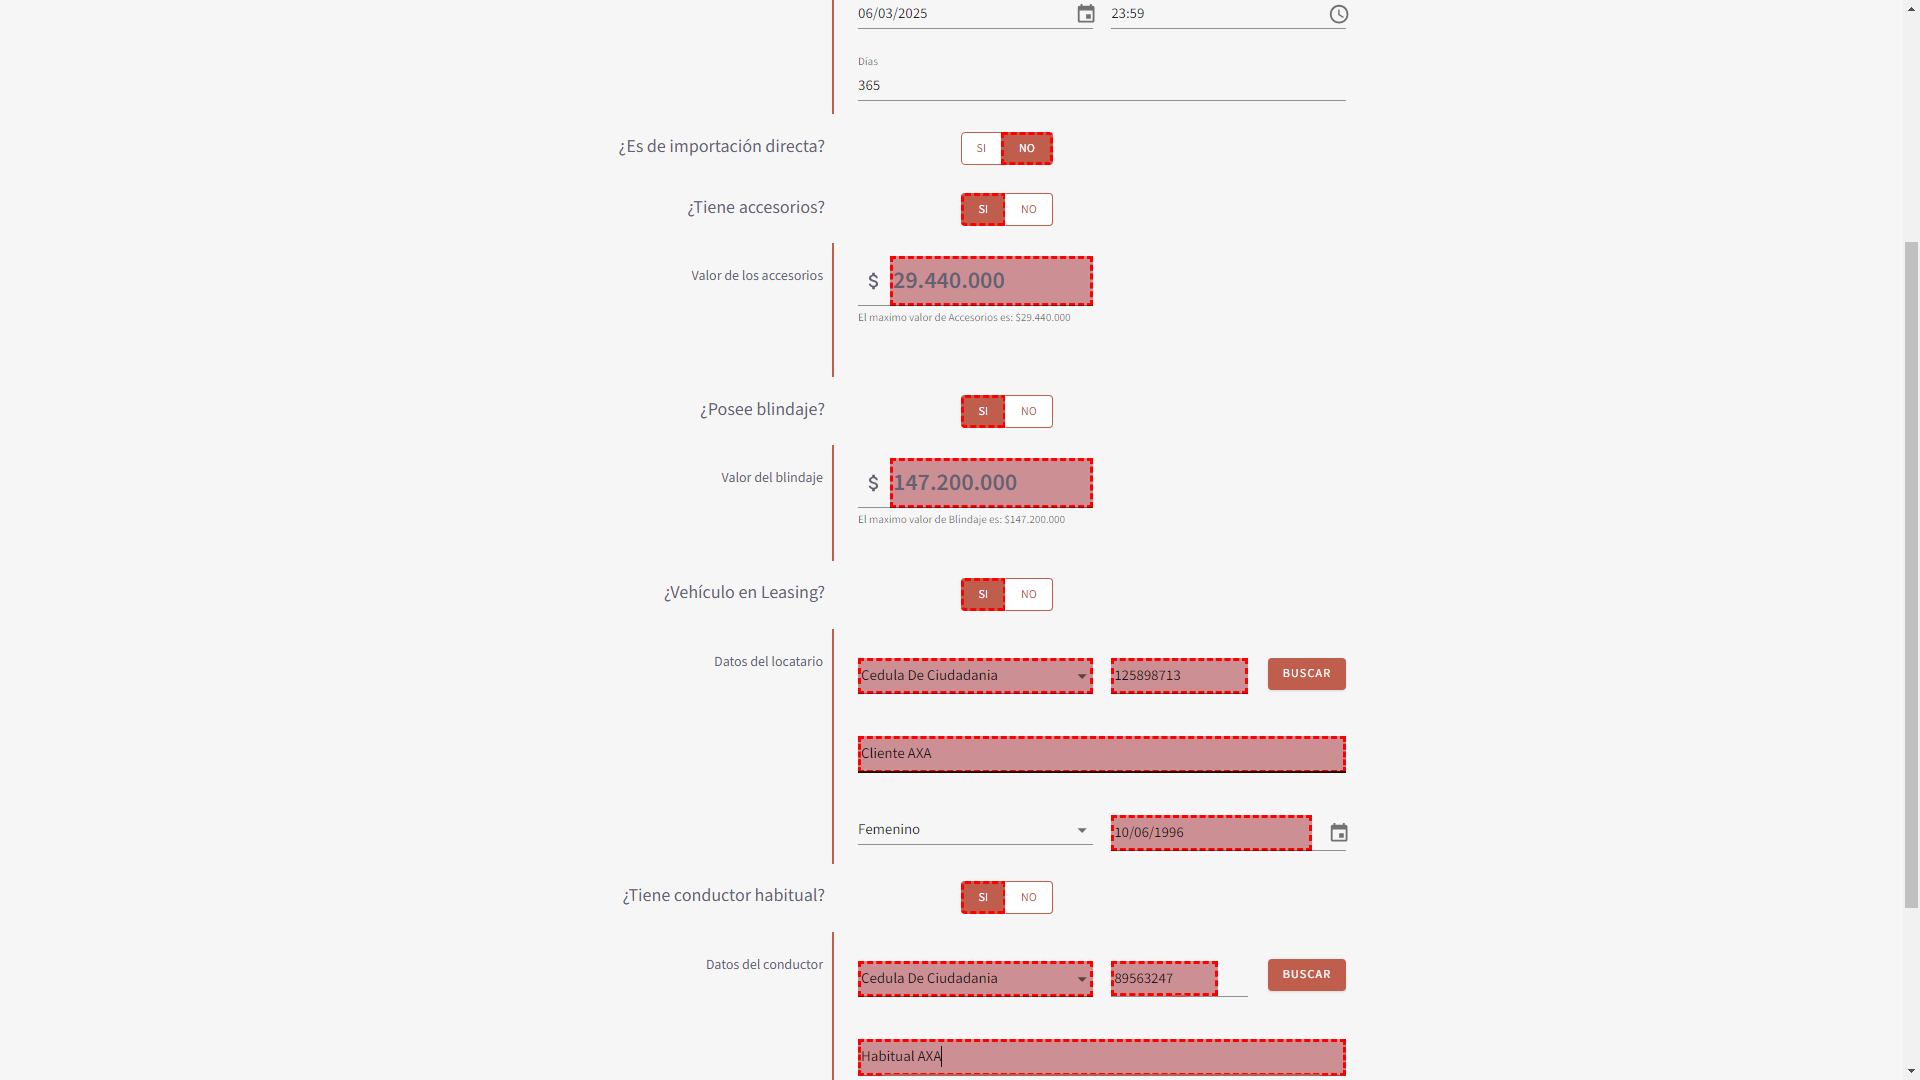 06/03/2025 23:59
Días
365
¿Es de importación directa? SI NO
¿Tiene accesorios? SI NO
Valor de los accesorios $ 29.440.000
El maximo valor de Accesorios es: $29.440.000
¿Posee blindaje? SI NO
Valor del blindaje $ 147.200.000
El maximo valor de Blindaje es: $147.200.000
¿Vehículo en Leasing? SI NO
Datos del locatario Cedula De Ciudadania 125898713 BUSCAR
Cliente AXA
Femenino 10/06/1996
¿Tiene conductor habitual? SI NO
Datos del conductor Cedula De Ciudadania 89563247 BUSCAR
Habitual AXA